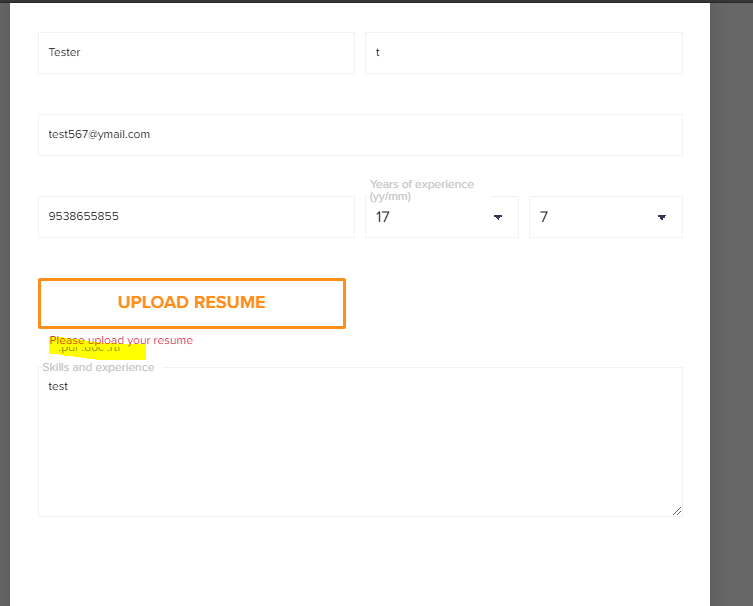 Tester
t
test567@ymail.com
Years of experience
(yy/mm)
9538655855
17
7
UPLOAD RESUME
Please upload your resume
Skills and experience
test